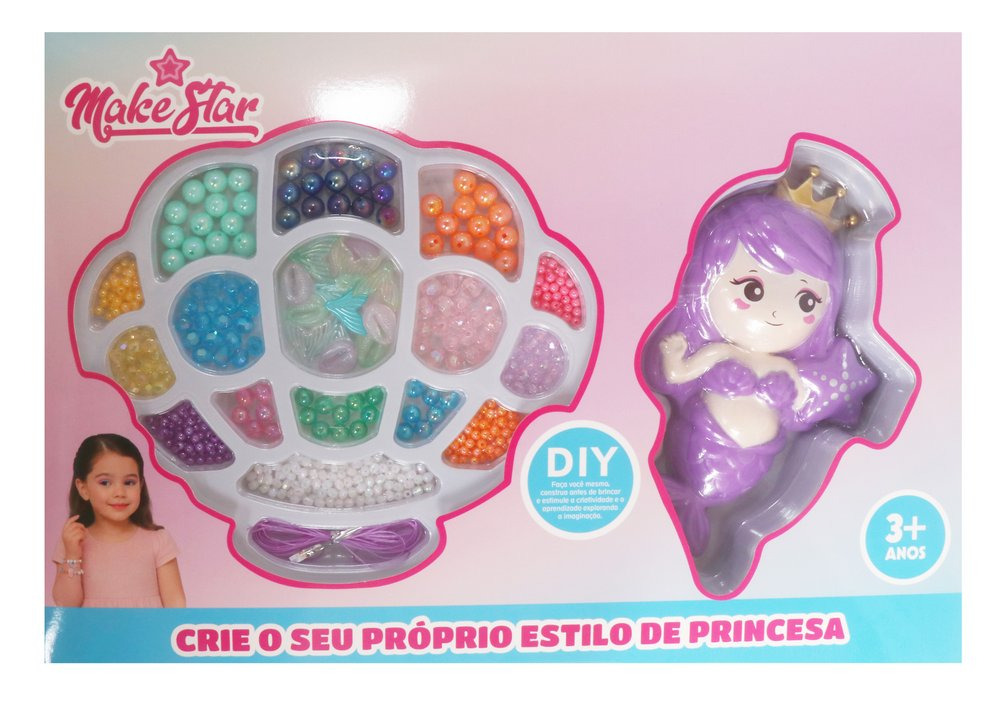 Make Star
DIY
Faça você mesmo,
construa antes de brincar
e estimule a criatividade e o
aprendizado explorando
a imaginação.
3+
ANOS
CRIE O SEU PRÓPRIO ESTILO DE PRINCESA